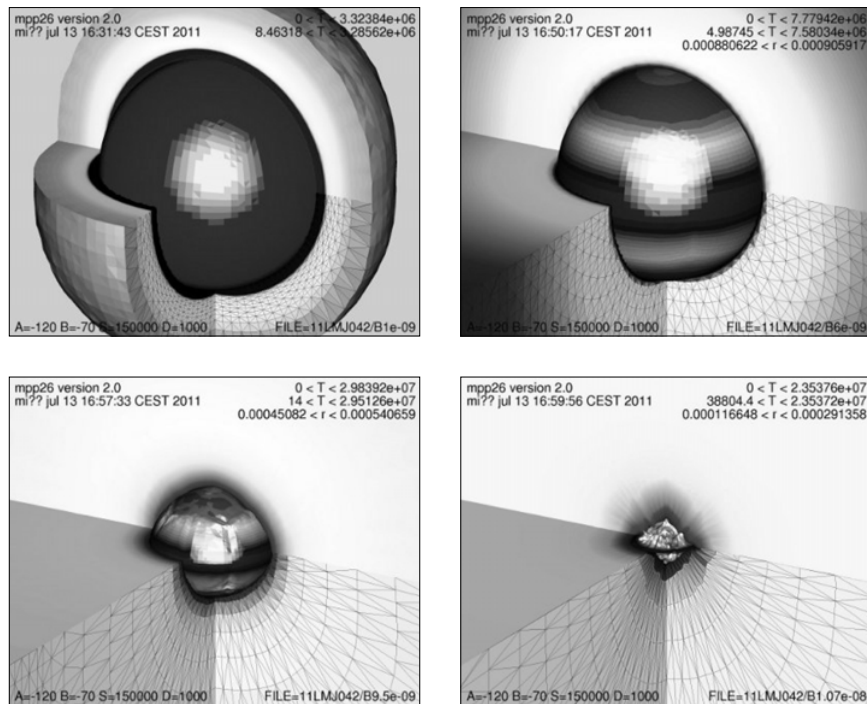 mpp26 version 2.0
0 < T < 3.32384e+06
mi?? jul 13 16:31:43 CEST 2011
8.46318 < T < 3.28562e+06
A=-120 B=-70 S=150000 D=1000
FILE=11LMJ042/B1e-09
mpp26 version 2.0
0 < T < 7.77942e+06
mi?? jul 13 16:50:17 CEST 2011
4.98745 < T < 7.58034e+06
0.000880622 < r < 0.000905917
A=-120 B=-70 S=150000 D=1000
FILE=11LMJ042/B6e-09
mpp26 version 2.0
0 < T < 2.98392e+07
mi?? jul 13 16:57:33 CEST 2011
14 < T < 2.95126e+07
0.00045082 < r < 0.000540659
A=-120 B=-70 S=150000 D=1000
FILE=11LMJ042/B9.5e-09
mpp26 version 2.0
0 < T < 2.35376e+07
mi?? jul 13 16:59:56 CEST 2011
38804.4 < T < 2.35372e+07
0.000116648 < r < 0.000291358
A=-120 B=-70 S=150000 D=1000
FILE=11LMJ042/B1.07e-08